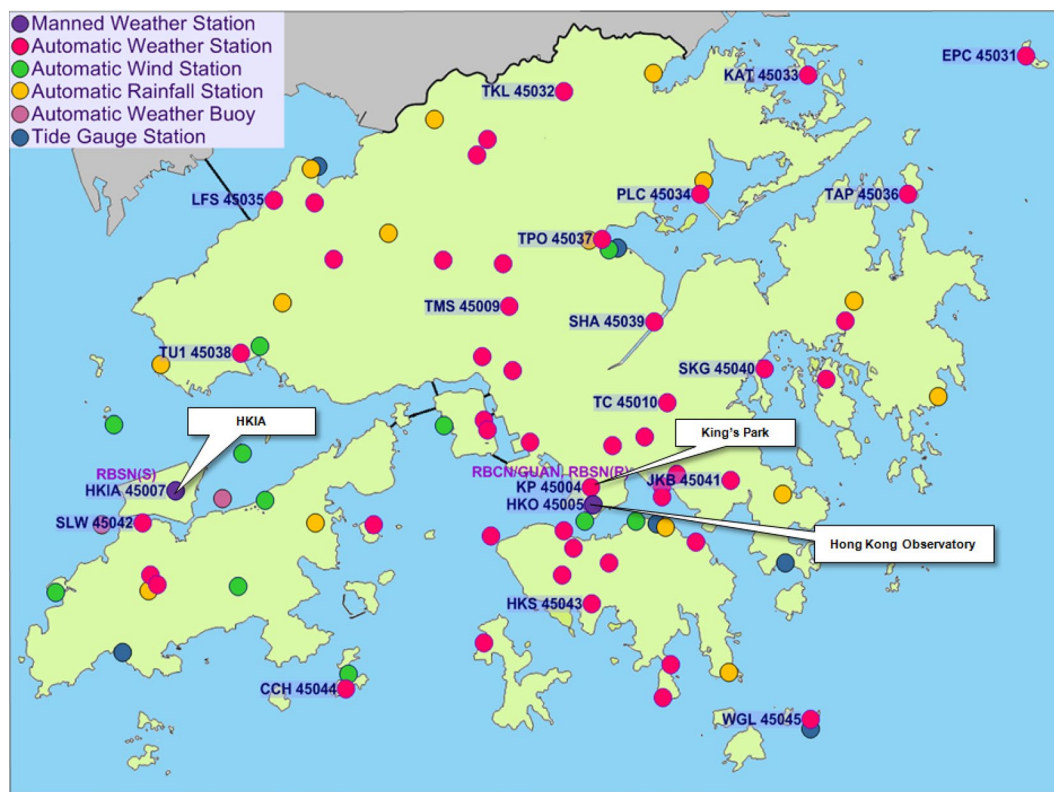 Manned Weather Station
Automatic Weather Station
Automatic Wind Station
Automatic Rainfall Station
Automatic Weather Buoy
Tide Gauge Station
EPC 45031
KAT 45033
TKL 45032
LFS 45035
PLC 45034
TAP 45036
TPO 45037
TMS 45009
SHA 45039
TU1 45038
SKG 45040
TC 45010
HKIA
King's Park
RBSN(S)
RBCN/GUAN, RBSN(R)
HKIA 45007
KP 45004
JKB 45041
HKO 45005
SLW 45042
Hong Kong Observatory
HKS 45043
CCH 45044
WGL 45045